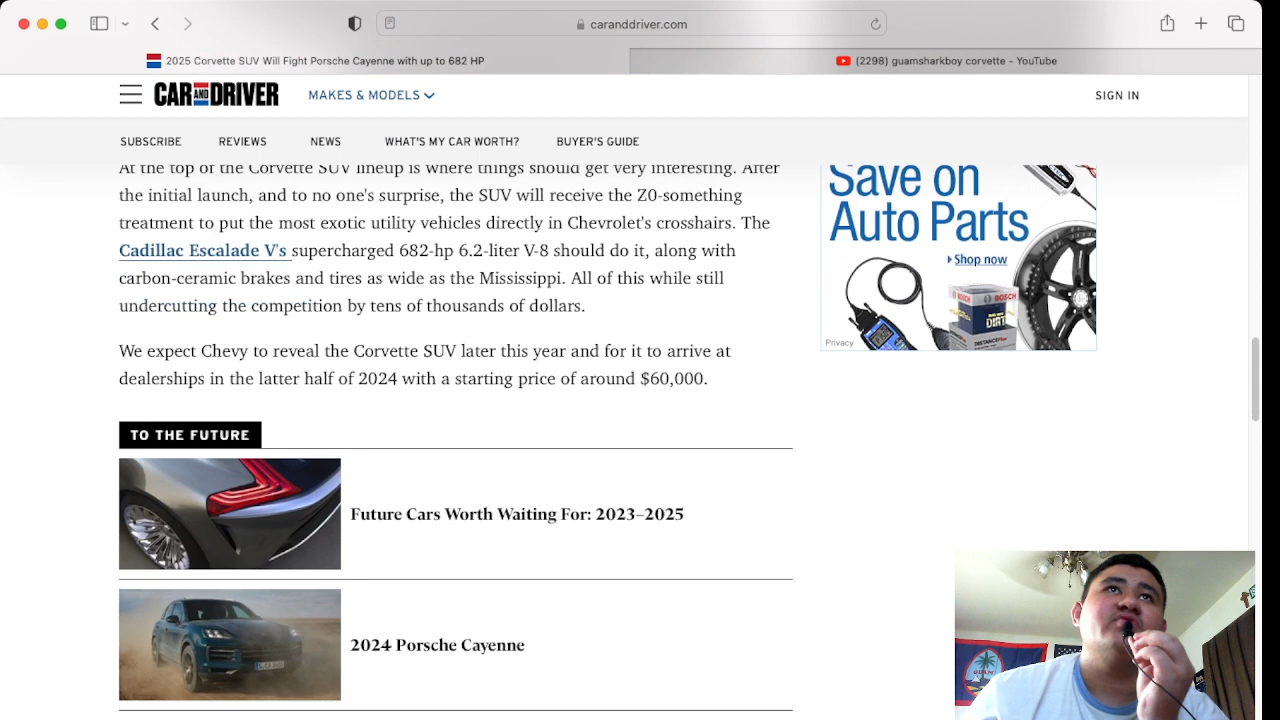 caranddriver.com
2025 Corvette SUV Will Fight Porsche Cayenne with up to 682 HP
(2298) guamsharkboy corvette - YouTube
CAR AND DRIVER
MAKES & MODELS
SIGN IN
SUBSCRIBE
REVIEWS
NEWS
WHAT'S MY CAR WORTH?
BUYER'S GUIDE
At the top of the Corvette SUV lineup is where things should get very interesting. After
the initial launch, and to no one's surprise, the SUV will receive the Z0-something
treatment to put the most exotic utility vehicles directly in Chevrolet's crosshairs. The
Cadillac Escalade V's supercharged 682-hp 6.2-liter V-8 should do it, along with
carbon-ceramic brakes and tires as wide as the Mississippi. All of this while still
undercutting the competition by tens of thousands of dollars.
We expect Chevy to reveal the Corvette SUV later this year and for it to arrive at
dealerships in the latter half of 2024 with a starting price of around $60,000.
TO THE FUTURE
Future Cars Worth Waiting For: 2023–2025
2024 Porsche Cayenne
Save on
Auto Parts
Shop now
BOSCH
DIRT
Privacy
GUAM